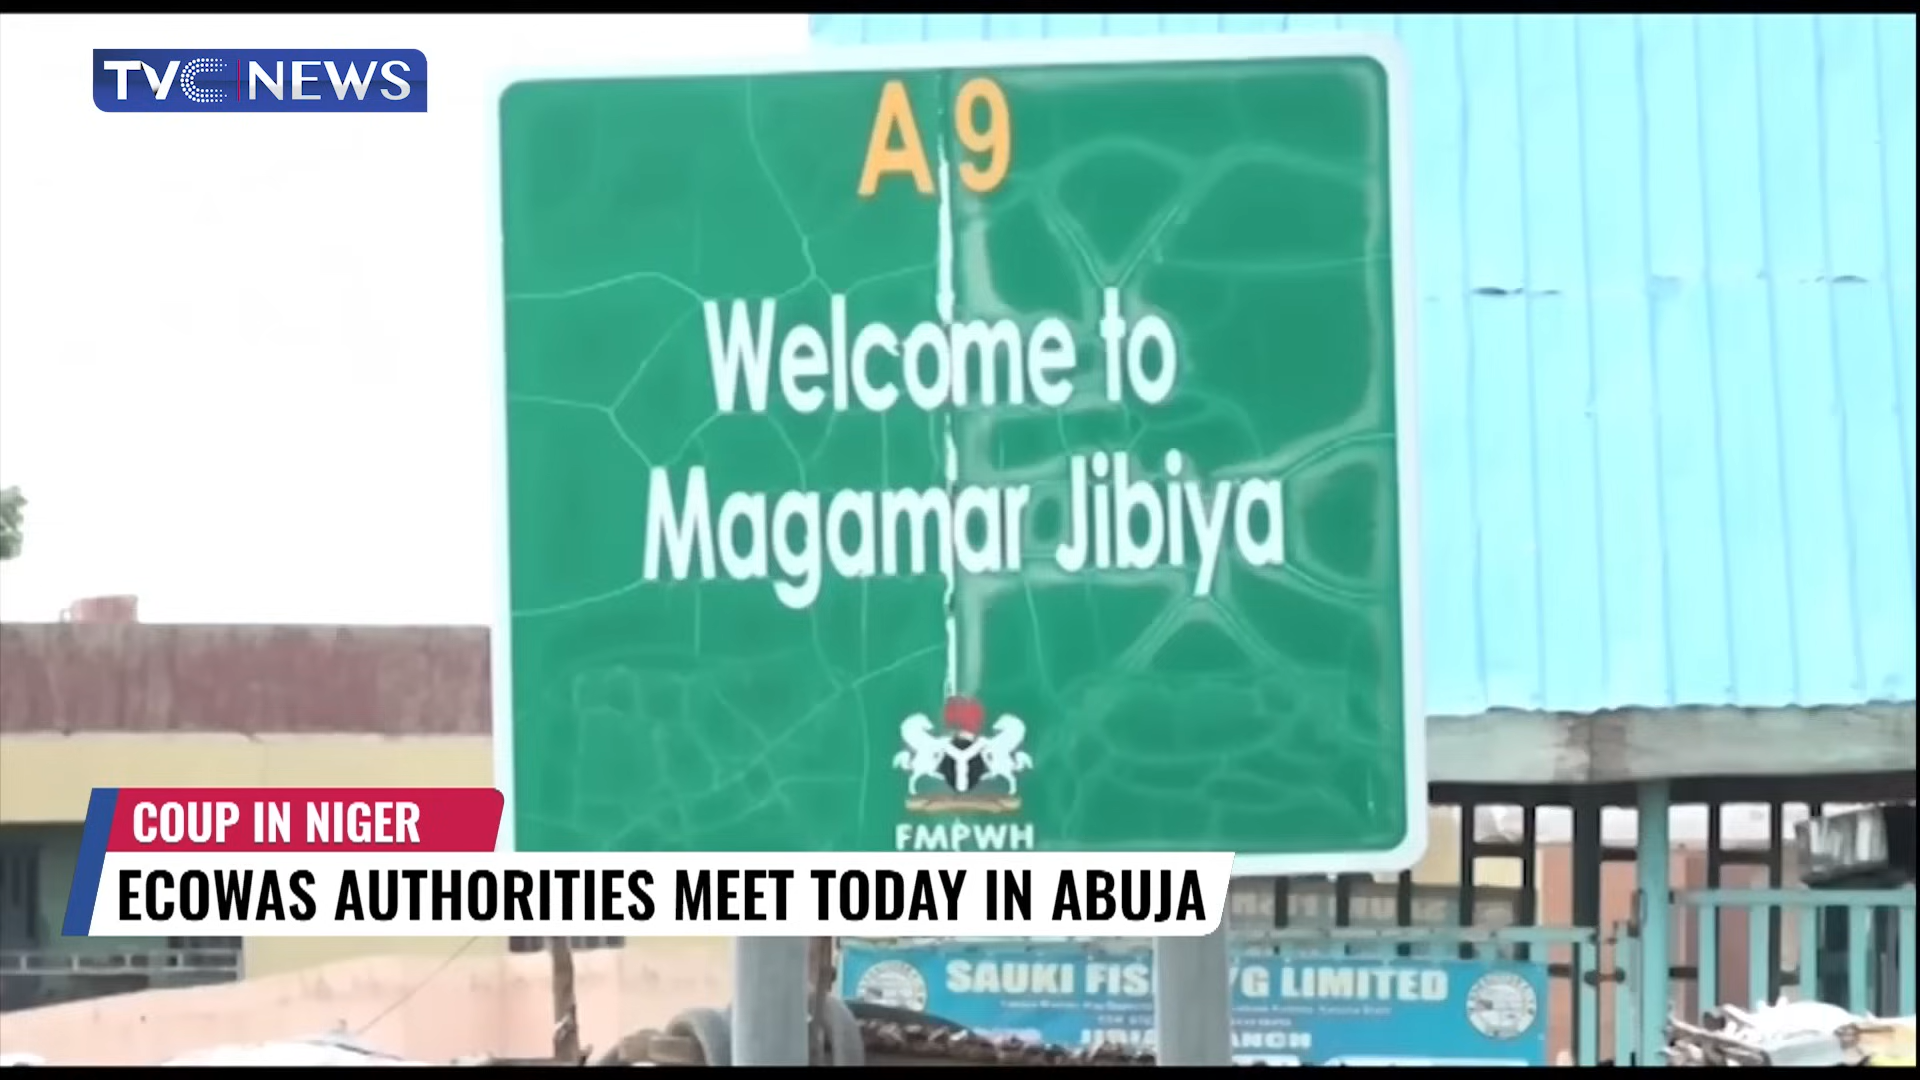 TVC NEWS
A9
Welcome to
Magamar Jibiya
FMPWH
COUP IN NIGER
ECOWAS AUTHORITIES MEET TODAY IN ABUJA
SAUKI FIS G LIMITED